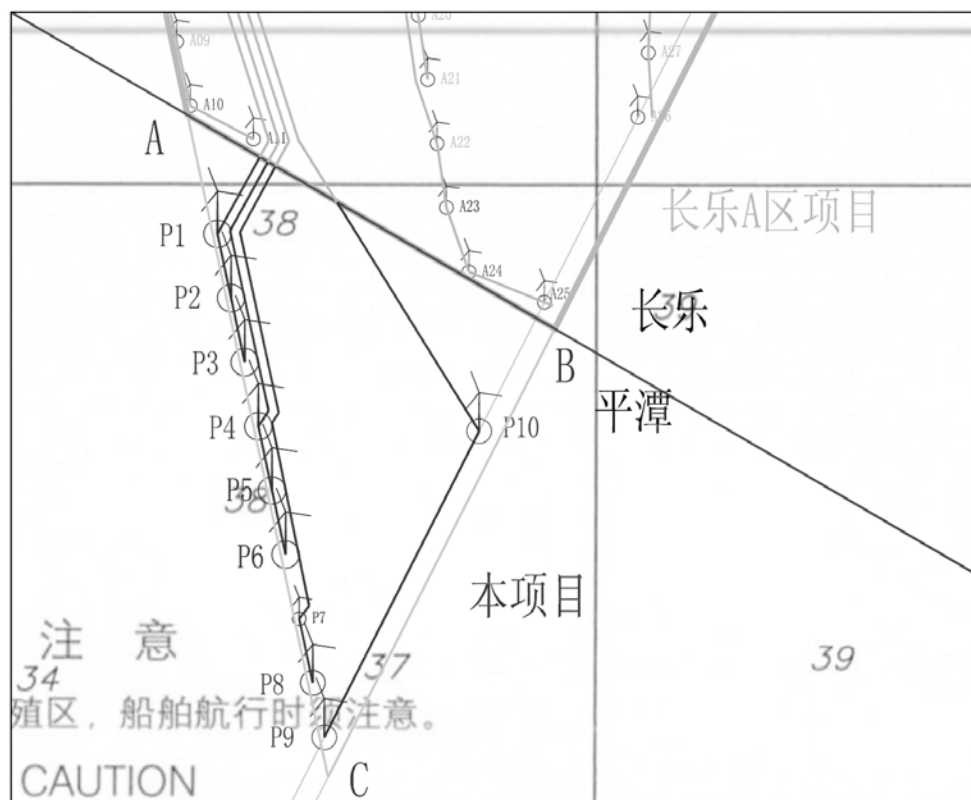 A20
A09
A27
A21
A10
A26
A11
A22
A
长乐A区项目
A23
38
P1
A24
A25
39
长乐
P2
P3
B
平潭
P4
P10
P5
38
P6
本项目
P7
注 意
39
34
37
P8
殖区，船舶航行时须注意。
P9
CAUTION
C